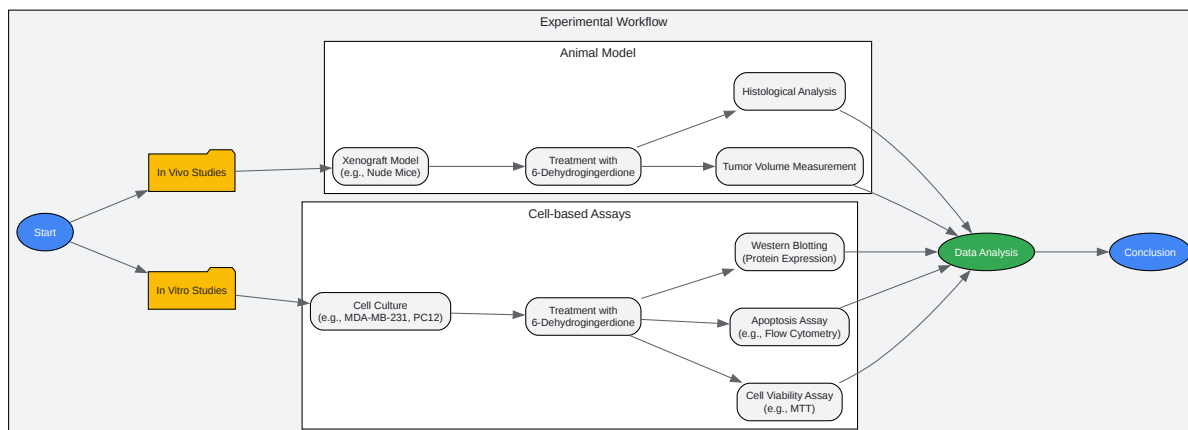 Experimental Workflow
Animal Model
Histological Analysis
Xenograft Model
(e.g., Nude Mice)
Treatment with
6-Dehydrogingerdione
Tumor Volume Measurement
In Vivo Studies
Start
In Vitro Studies
Cell-based Assays
Western Blotting
(Protein Expression)
Cell Culture
(e.g., MDA-MB-231, PC12)
Treatment with
6-Dehydrogingerdione
Apoptosis Assay
(e.g., Flow Cytometry)
Cell Viability Assay
(e.g., MTT)
Data Analysis
Conclusion